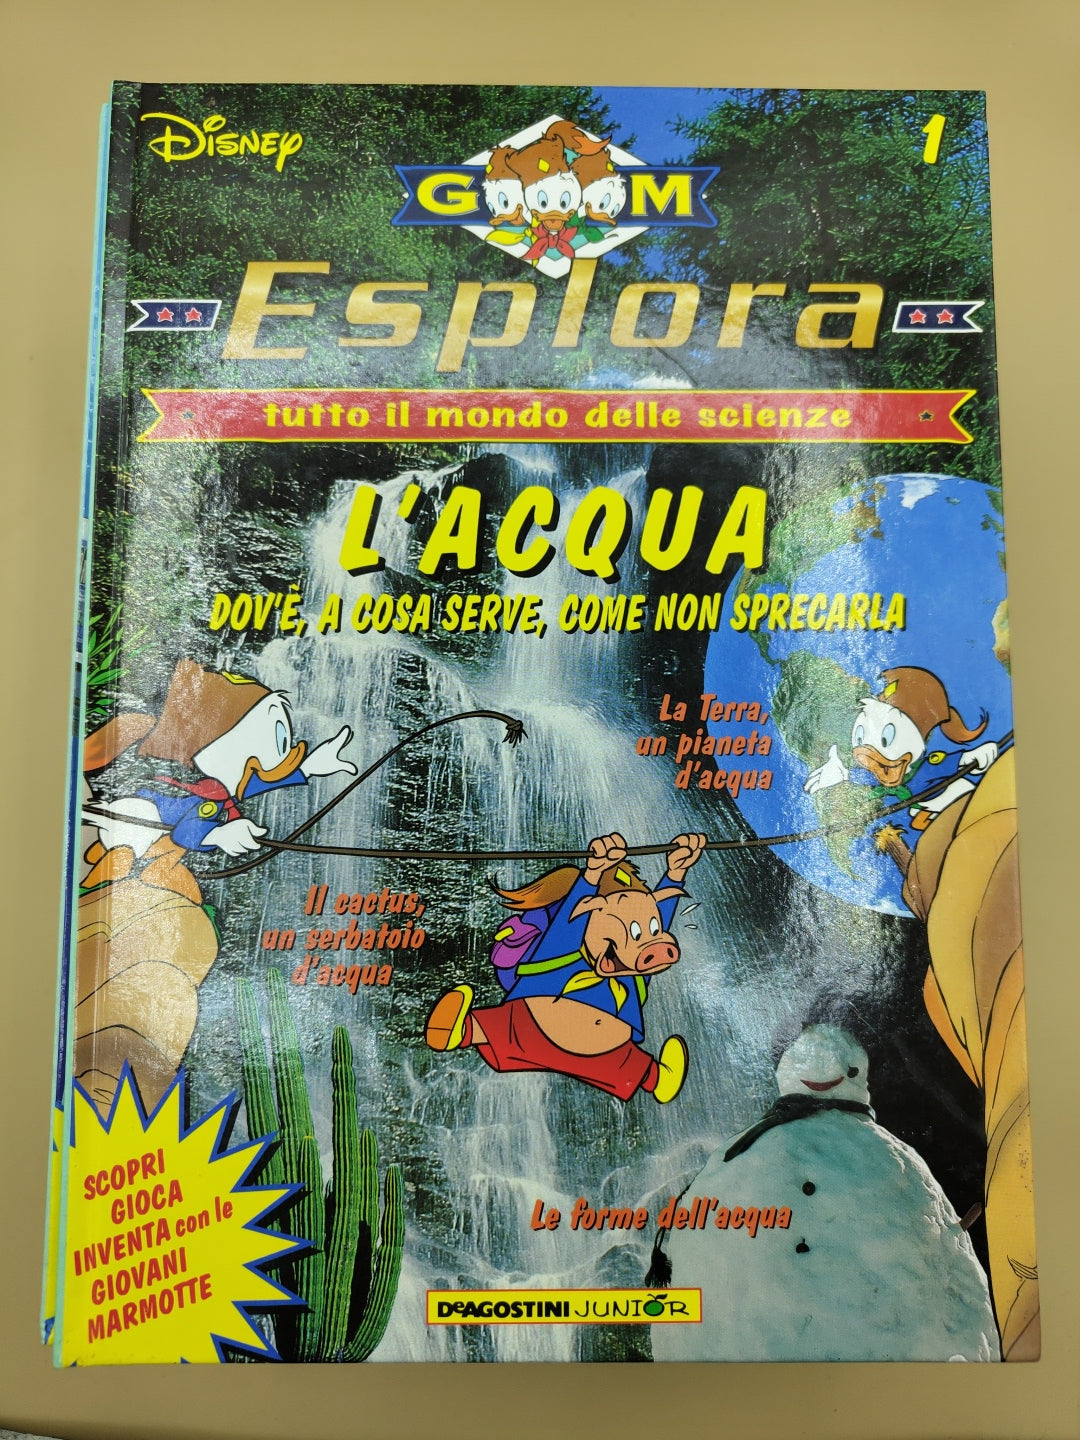 DISNEY
1
G M
Esplora
tutto il mondo delle scienze
L'ACQUA
DOV'È, A COSA SERVE, COME NON SPRECARLA
La Terra,
un pianeta
d'acqua
Il cactus,
un serbatoio
d'acqua
SCOPRI
GIOCA
INVENTA con le
GIOVANI
MARMOTTE
Le forme dell'acqua
DeAGOSTINI JUNIOR